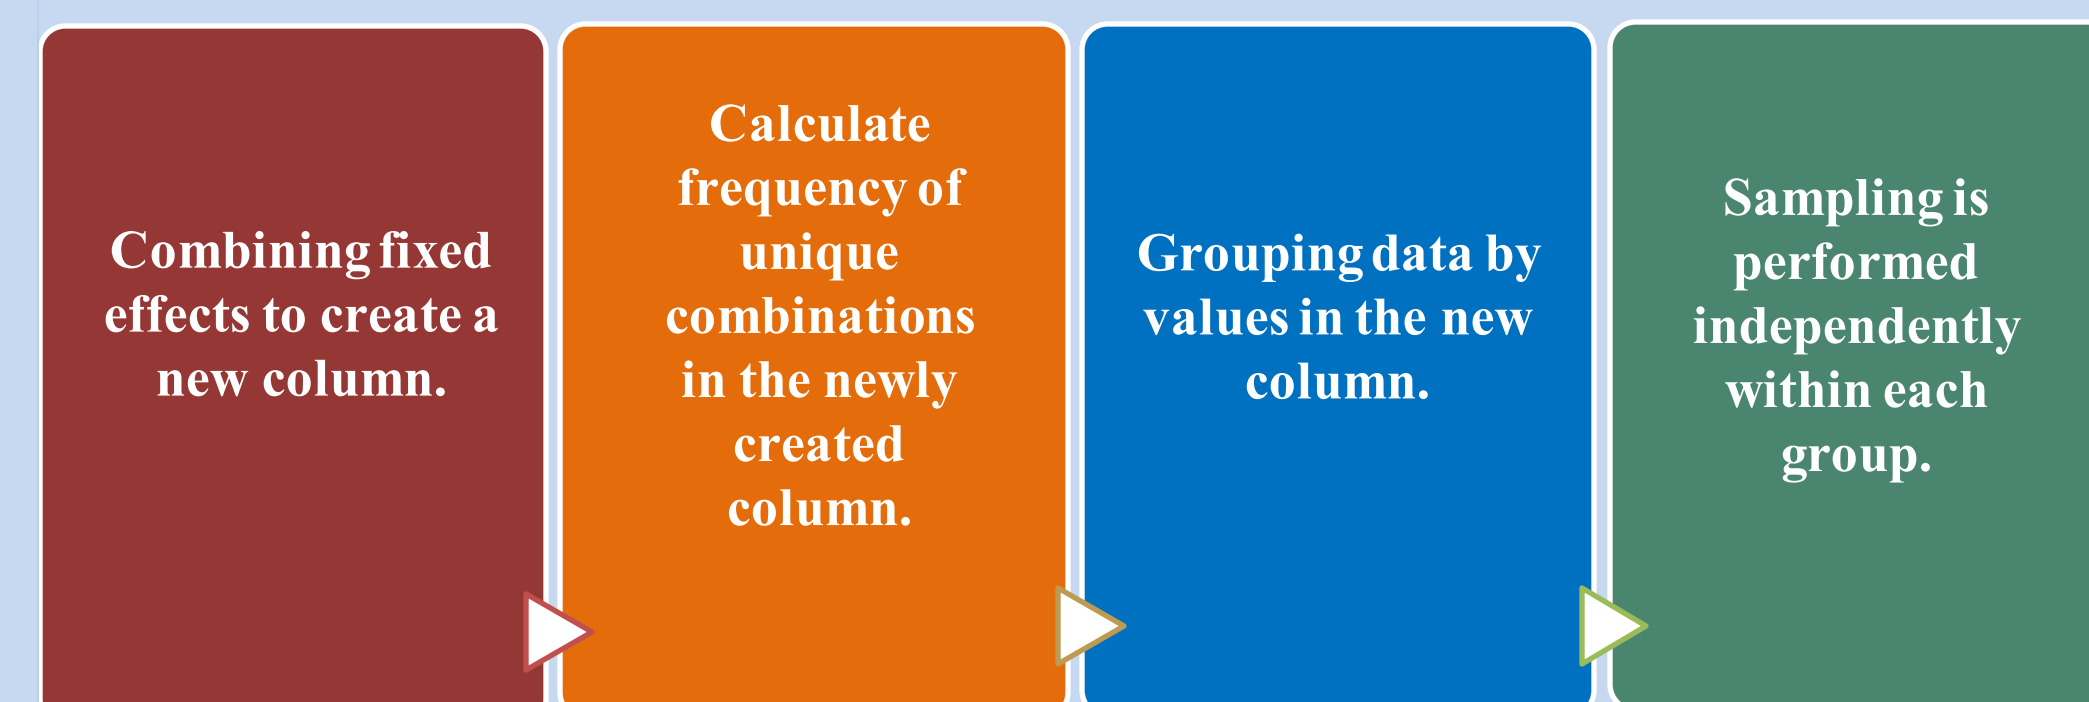 Combining fixed
effects to create a
new column.
Calculate
frequency of
unique
combinations
in the newly
created
column.
Grouping data by
values in the new
column.
Sampling is
performed
independently
within each
group.